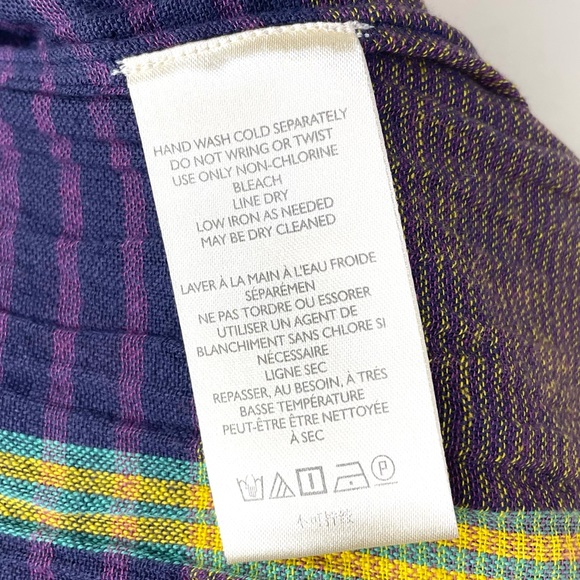 HAND WASH COLD SEPARATELY
DO NOT WRING OR TWIST
USE ONLY NON-CHLORINE
BLEACH
LINE DRY
LOW IRON AS NEEDED
MAY BE DRY CLEANED
LAVER À LA MAIN À L'EAU FROIDE
SÉPARÉMEN
NE PAS TORDRE OU ESSORER
UTILISER UN AGENT DE
BLANCHIMENT SANS CHLORE SI
NÉCESSAIRE
LIGNE SEC
REPASSER, AU BESOIN, À TRÈS
BASSE TEMPÉRATURE
PEUT-ÊTRE ÊTRE NETTOYÉE
À SEC
P